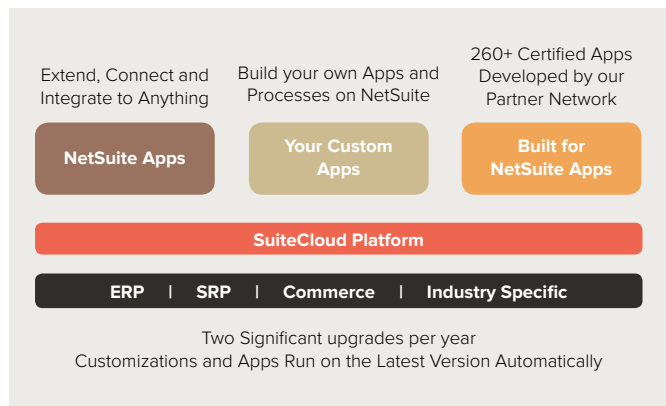 Extend, Connect and
Integrate to Anything
Build your own Apps and
Processes on NetSuite
260+ Certified Apps
Developed by our
Partner Network
NetSuite Apps
Your Custom
Apps
Built for
NetSuite Apps
SuiteCloud Platform
ERP | SRP | Commerce | Industry Specific
Two Significant upgrades per year
Customizations and Apps Run on the Latest Version Automatically